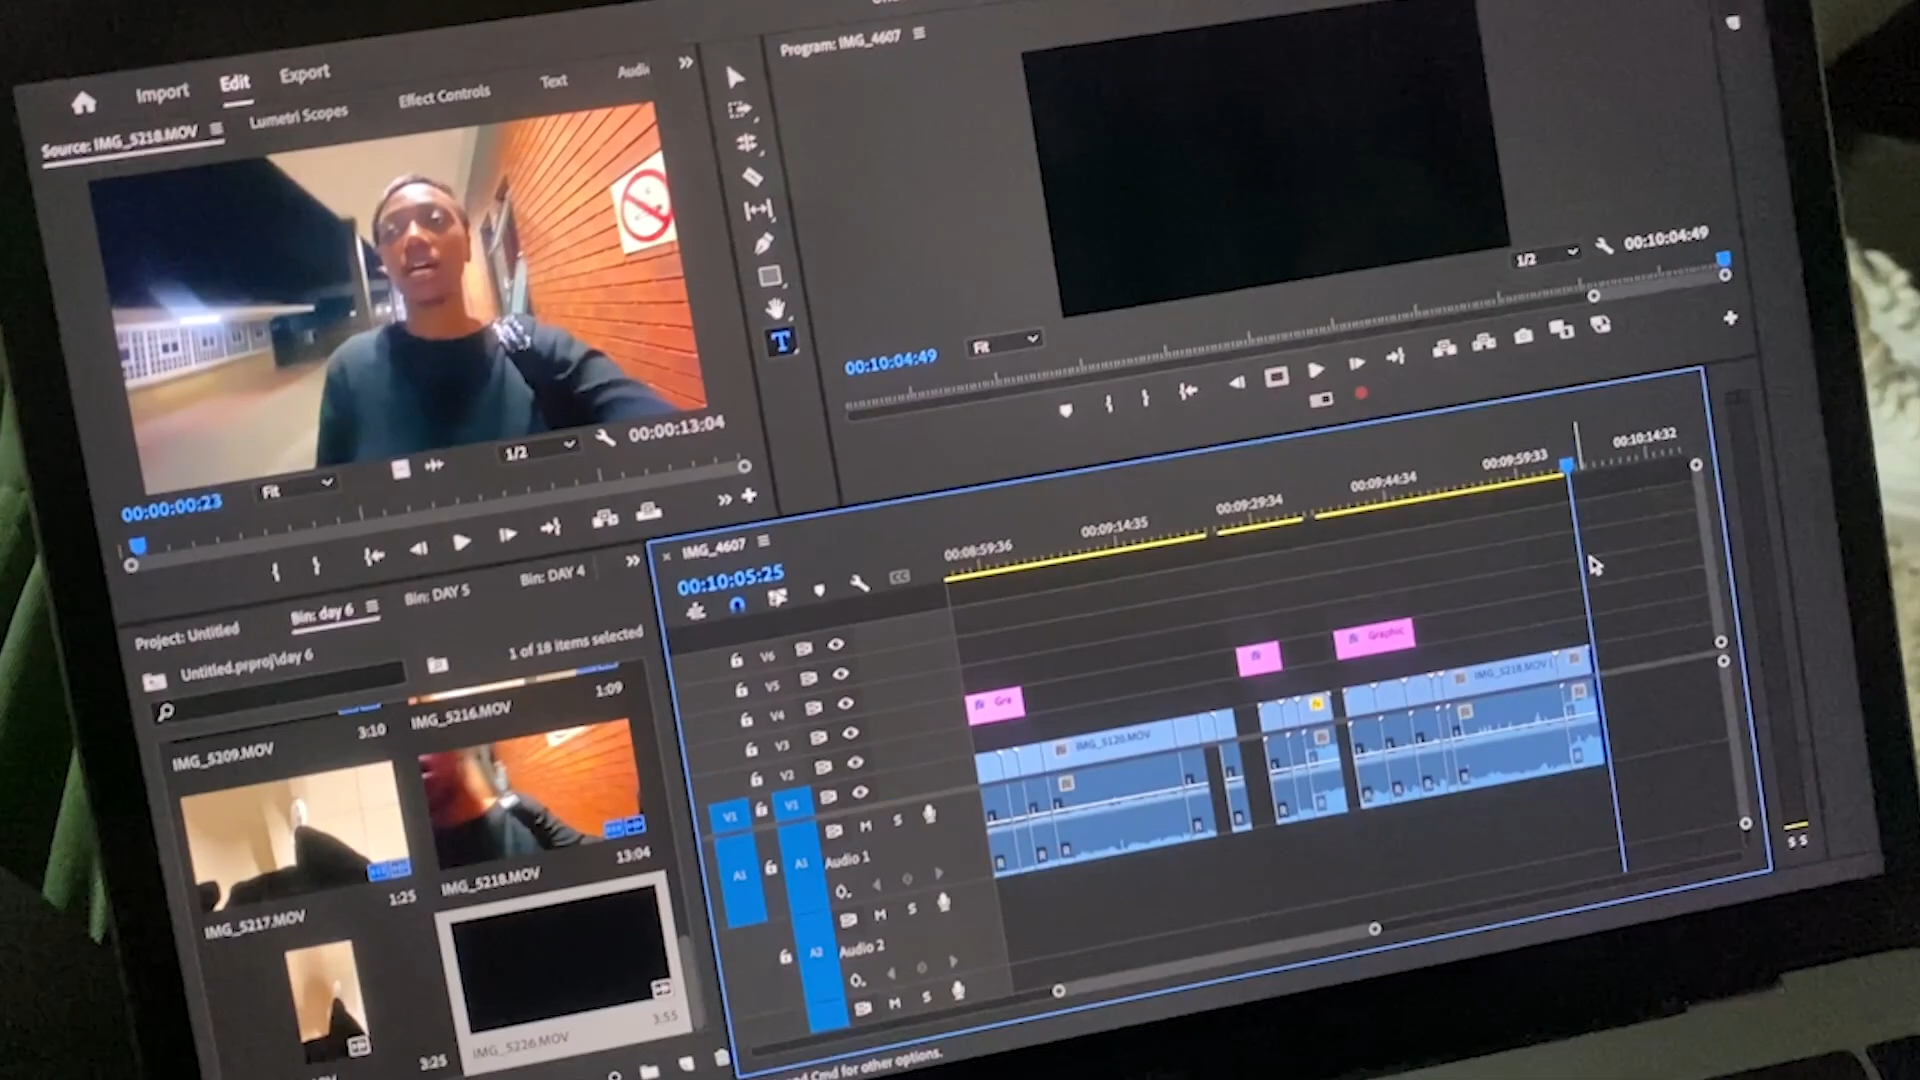 Import Edit Export
Source: IMG_5218.MOV
Lumetri Scopes
Effect Controls
Text
Program: IMG_4607
00:00:00:23
Fit
1/2
00:00:13:04
00:10:04:49
Fit
1/2
00:10:04:49
T
Project: Untitled
Bin: day 6
Bin: DAY 5
Bin: DAY 4
Untitled.prproj\day 6
1 of 18 items selected
IMG_5209.MOV
3:10
IMG_5216.MOV
1:09
IMG_5217.MOV
1:25
IMG_5218.MOV
13:04
3:25
IMG_5226.MOV
3:55
IMG_4607
00:10:05:25
CC
00:08:59:36
00:09:14:35
00:09:29:34
00:09:44:34
00:09:59:33
00:10:14:32
V6
V5
V4
V3
V2
V1
V1
Gra
Graphic
IMG_5120.MOV
IMG_5218.MOV
A1
A1
M S
Audio 1
A2
M S
Audio 2
M S
S S
Cmd for other options.